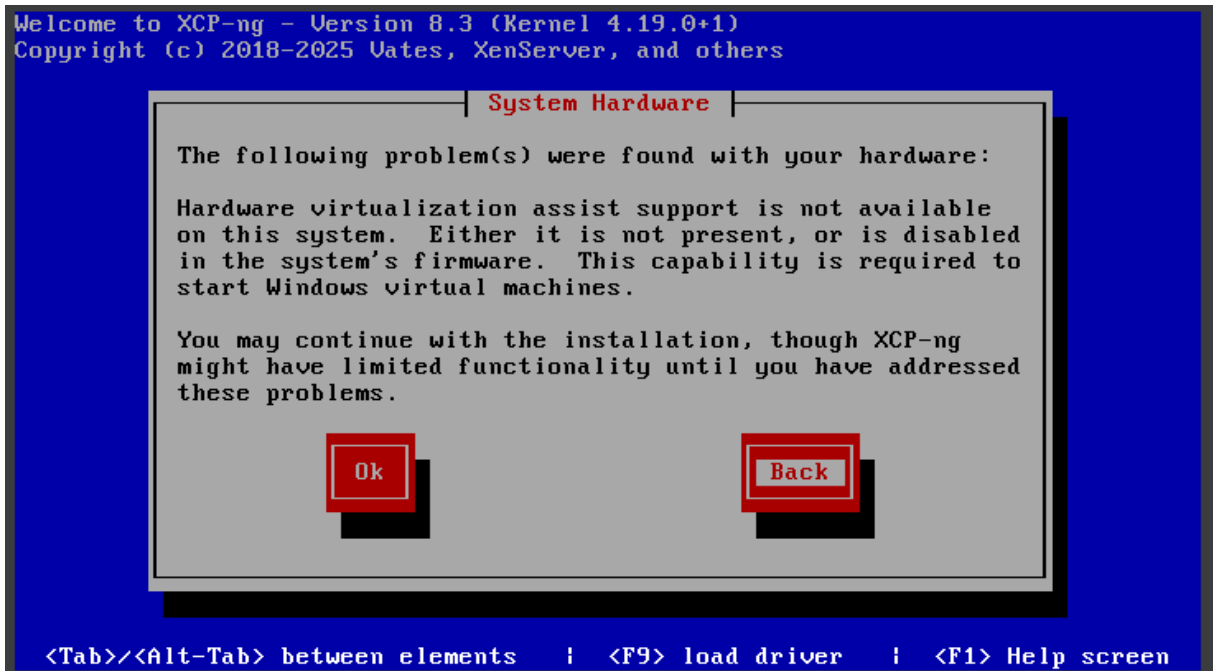 Welcome to XCP-ng - Version 8.3 (Kernel 4.19.0+1)
Copyright (c) 2018-2025 Vates, XenServer, and others
System Hardware
The following problem(s) were found with your hardware:
Hardware virtualization assist support is not available
on this system.  Either it is not present, or is disabled
in the system's firmware.  This capability is required to
start Windows virtual machines.
You may continue with the installation, though XCP-ng
might have limited functionality until you have addressed
these problems.
Ok Back
<Tab>/<Alt-Tab> between elements | <F9> load driver | <F1> Help screen